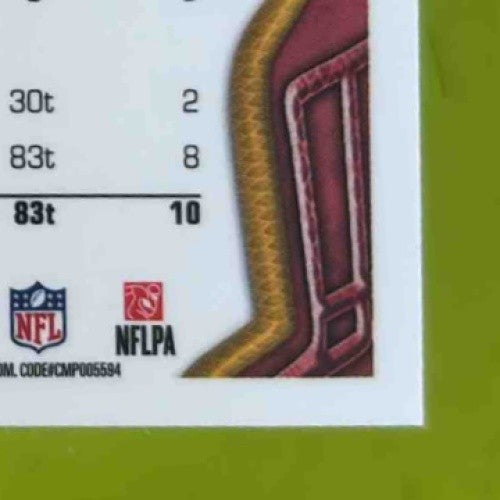 30t 2
83t 8
83t 10
NFL
NFLPA
OM. CODE#CMP005594